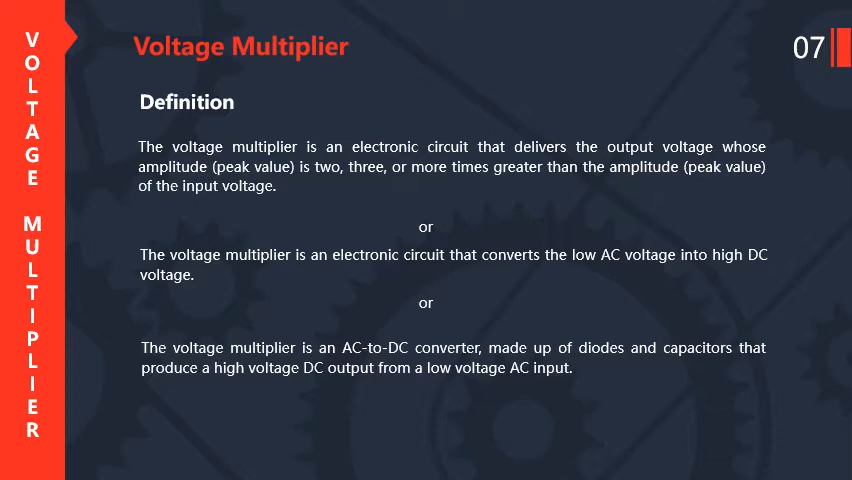 VOLTAGE MULTIPLIER
Voltage Multiplier
07
Definition
The voltage multiplier is an electronic circuit that delivers the output voltage whose
amplitude (peak value) is two, three, or more times greater than the amplitude (peak value)
of the input voltage.
or
The voltage multiplier is an electronic circuit that converts the low AC voltage into high DC
voltage.
or
The voltage multiplier is an AC-to-DC converter, made up of diodes and capacitors that
produce a high voltage DC output from a low voltage AC input.